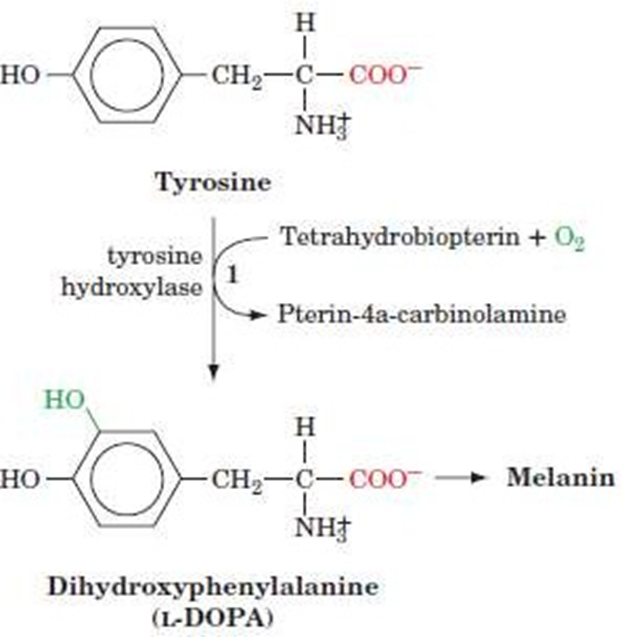 H
HO CH₂—C—COO⁻
NH₃⁺
Tyrosine
Tetrahydrobiopterin + O₂
tyrosine
hydroxylase 1
Pterin-4a-carbinolamine
HO
H
HO CH₂—C—COO⁻ Melanin
NH₃⁺
Dihydroxyphenylalanine
(L-DOPA)